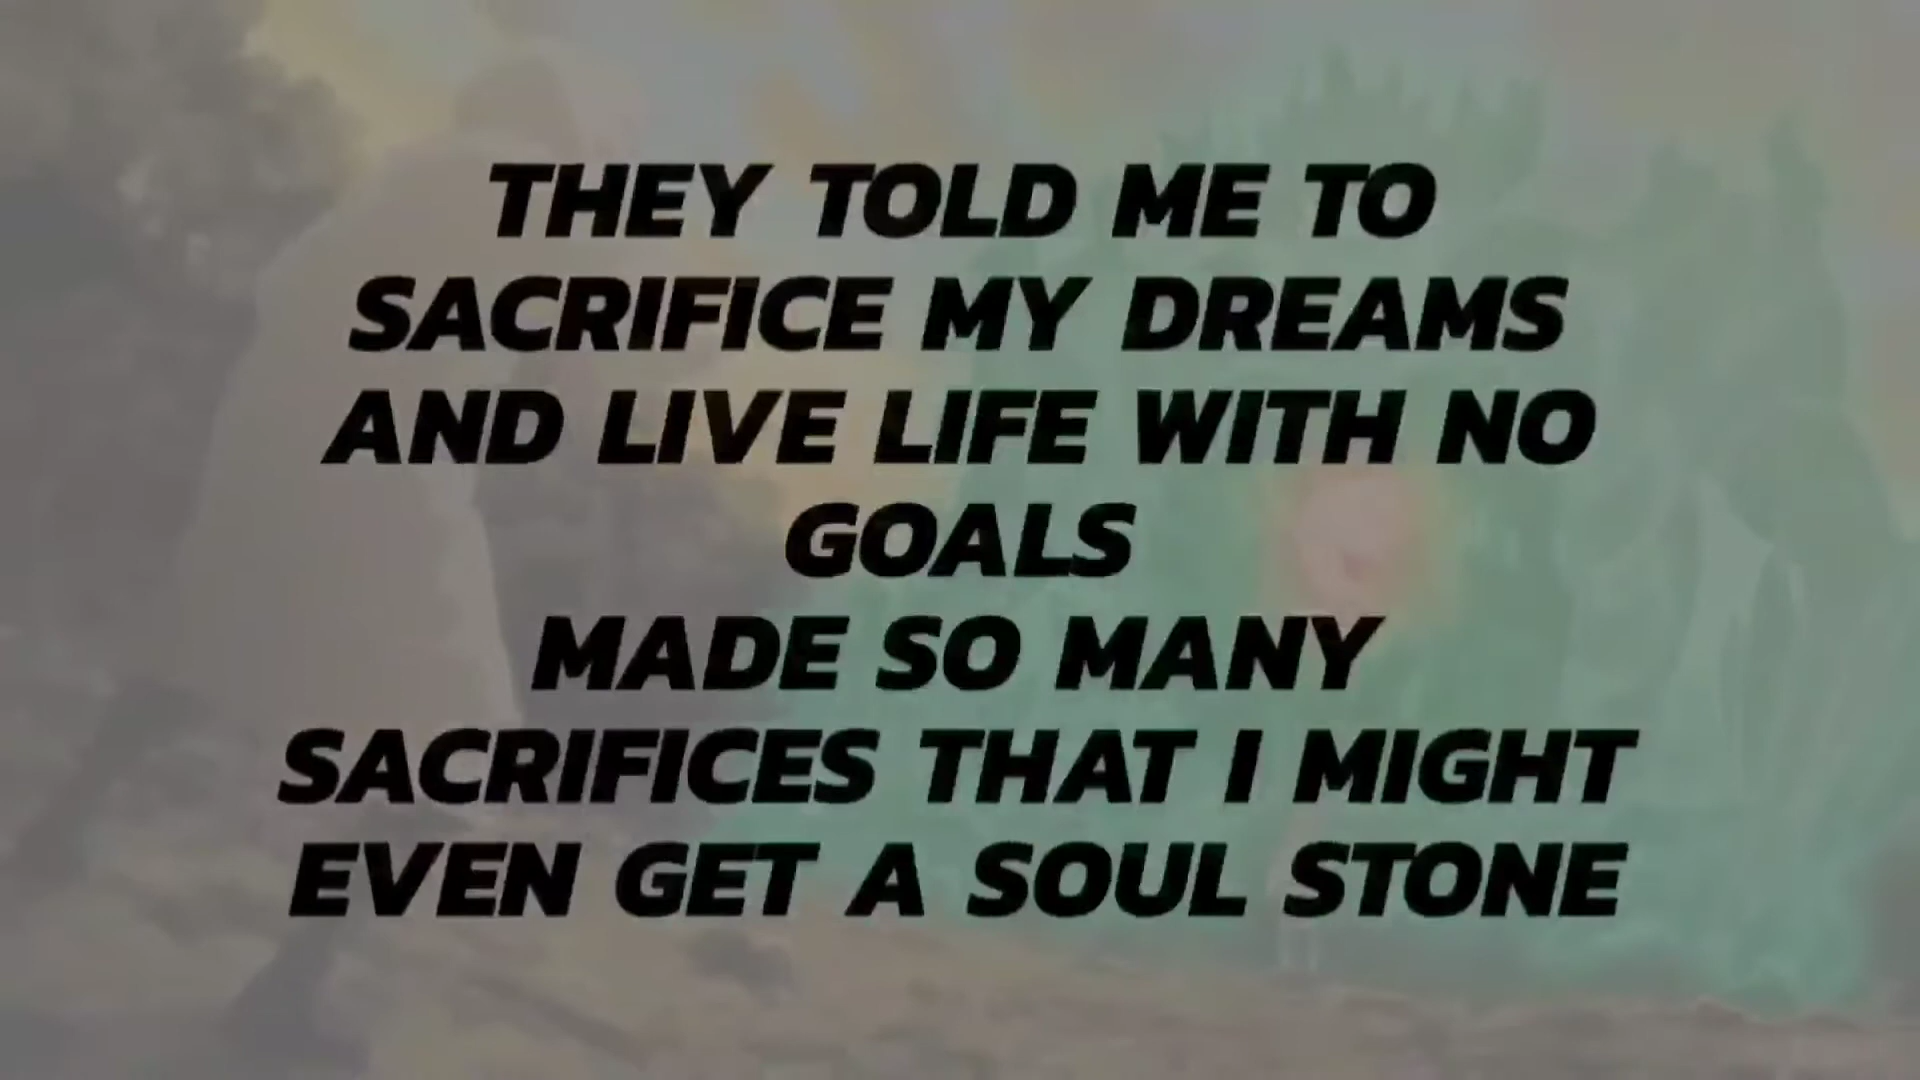 THEY TOLD ME TO
SACRIFICE MY DREAMS
AND LIVE LIFE WITH NO
GOALS
MADE SO MANY
SACRIFICES THAT I MIGHT
EVEN GET A SOUL STONE